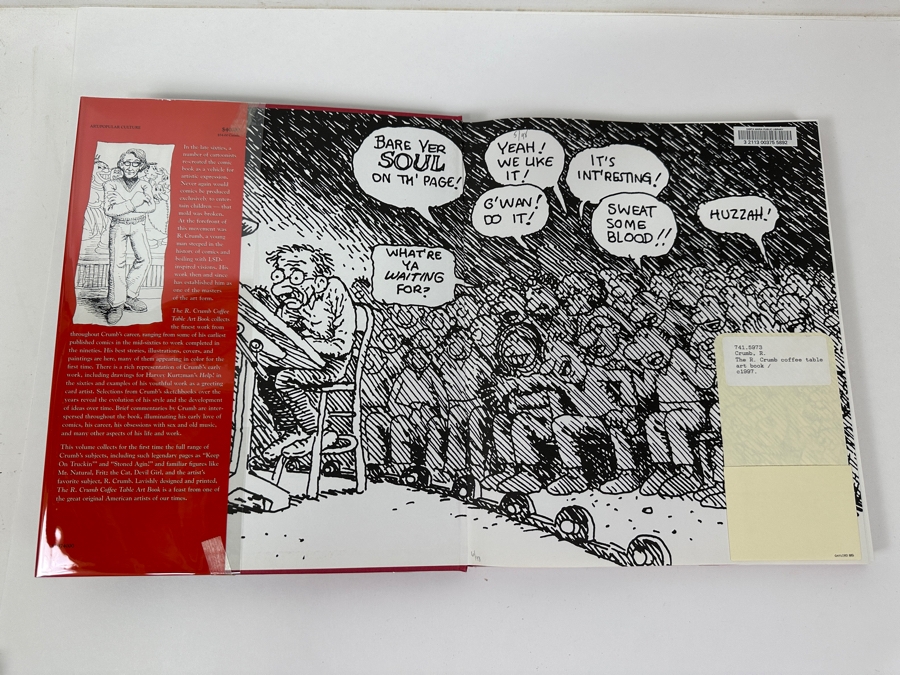 ART/POPULAR CULTURE
In the late sixties, a
number of cartoonists
re-created the comic
book as a vehicle for
artistic expression.
Never again would
comics be produced
exclusively to enter-
tain children — that
mold was broken.
At the forefront of
this movement was
R. Crumb, a young
man steeped in the
history of comics and
healing with LSD-
inspired visions. His
work then and since
has established him as
one of the masters
of the art form.
The R. Crumb Coffee
Table Art Book collects
the finest work from
throughout Crumb's career, ranging from some of his earliest
published comics in the mid-sixties to work completed in
the nineties. His best stories, illustrations, covers, and
paintings are here, many of them appearing in color for the
first time. There is a rich representation of Crumb's early
work, including drawings for Harvey Kurtzman's Help! in
the sixties and examples of his youthful work as a greeting
card artist. Selections from Crumb's sketchbooks over the
years reveal the evolution of his style and the development
of ideas over time. Brief commentaries by Crumb are inter-
spersed throughout the book, illuminating his early love of
comics, his career, his obsessions with sex and old music,
and many other aspects of his life and work.
This volume collects for the first time the full range of
Crumb's subjects, including such legendary pages as "Keep
On Truckin'" and "Stoned Agin!" and familiar figures like
Mr. Natural, Fritz the Cat, Devil Girl, and the artist's
favorite subject, R. Crumb. Lavishly designed and printed,
The R. Crumb Coffee Table Art Book is a feast from one of
the great original American artists of our times.
BARE YER
SOUL
ON TH' PAGE!
YEAH!
WE LIKE
IT!
IT'S
INT'RESTING!
G'WAN!
DO IT!
SWEAT
SOME
BLOOD!!
HUZZAH!
WHAT'RE
YA
WAITING
FOR?
3 2113 00375 5892
741.5973
Crumb, R.
The R. Crumb coffee table
art book /
c1997.